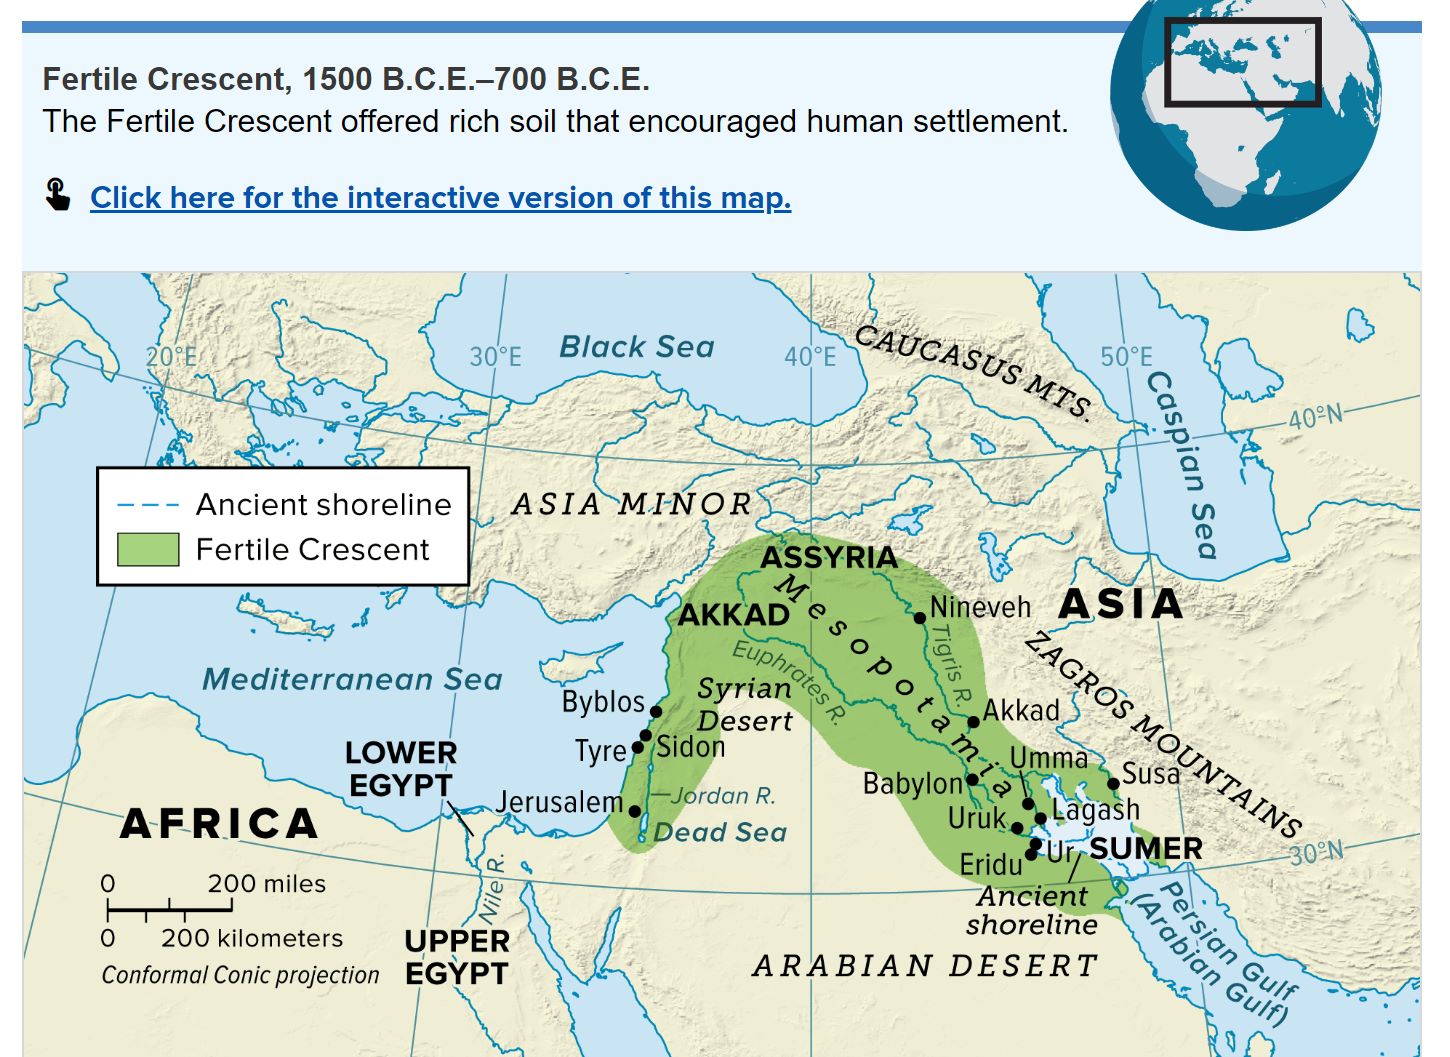 Fertile Crescent, 1500 B.C.E.–700 B.C.E.
The Fertile Crescent offered rich soil that encouraged human settlement.
Click here for the interactive version of this map.
20°E
30°E
Black Sea
40°E
CAUCASUS MTS.
50°E
Caspian Sea
40°N
Ancient shoreline
Fertile Crescent
ASIA MINOR
ASSYRIA
AKKAD
Mesopotamia
Nineveh
ASIA
Tigris R.
Euphrates R.
ZAGROS MOUNTAINS
Mediterranean Sea
Syrian
Desert
Byblos
Sidon
Tyre
Akkad
LOWER
EGYPT
Umma
Susa
Babylon
Jerusalem
Jordan R.
Lagash
Uruk
AFRICA
Dead Sea
Ur
SUMER
30°N
Eridu
Ancient
shoreline
0 200 miles
0 200 kilometers
Conformal Conic projection
Nile R.
UPPER
EGYPT
ARABIAN DESERT
Persian Gulf
(Arabian Gulf)